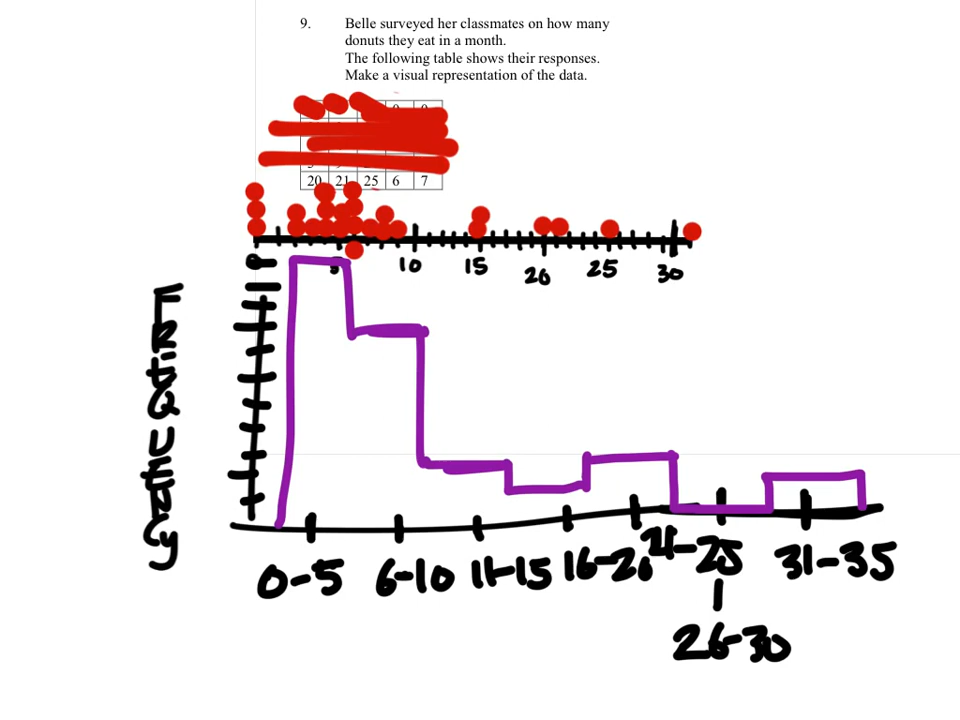 9. Belle surveyed her classmates on how many
donuts they eat in a month.
The following table shows their responses.
Make a visual representation of the data.
20 21 25 6 7
10 15 20 25 30
0-5 6-10 11-15 16-20 21-25 31-35
26-30